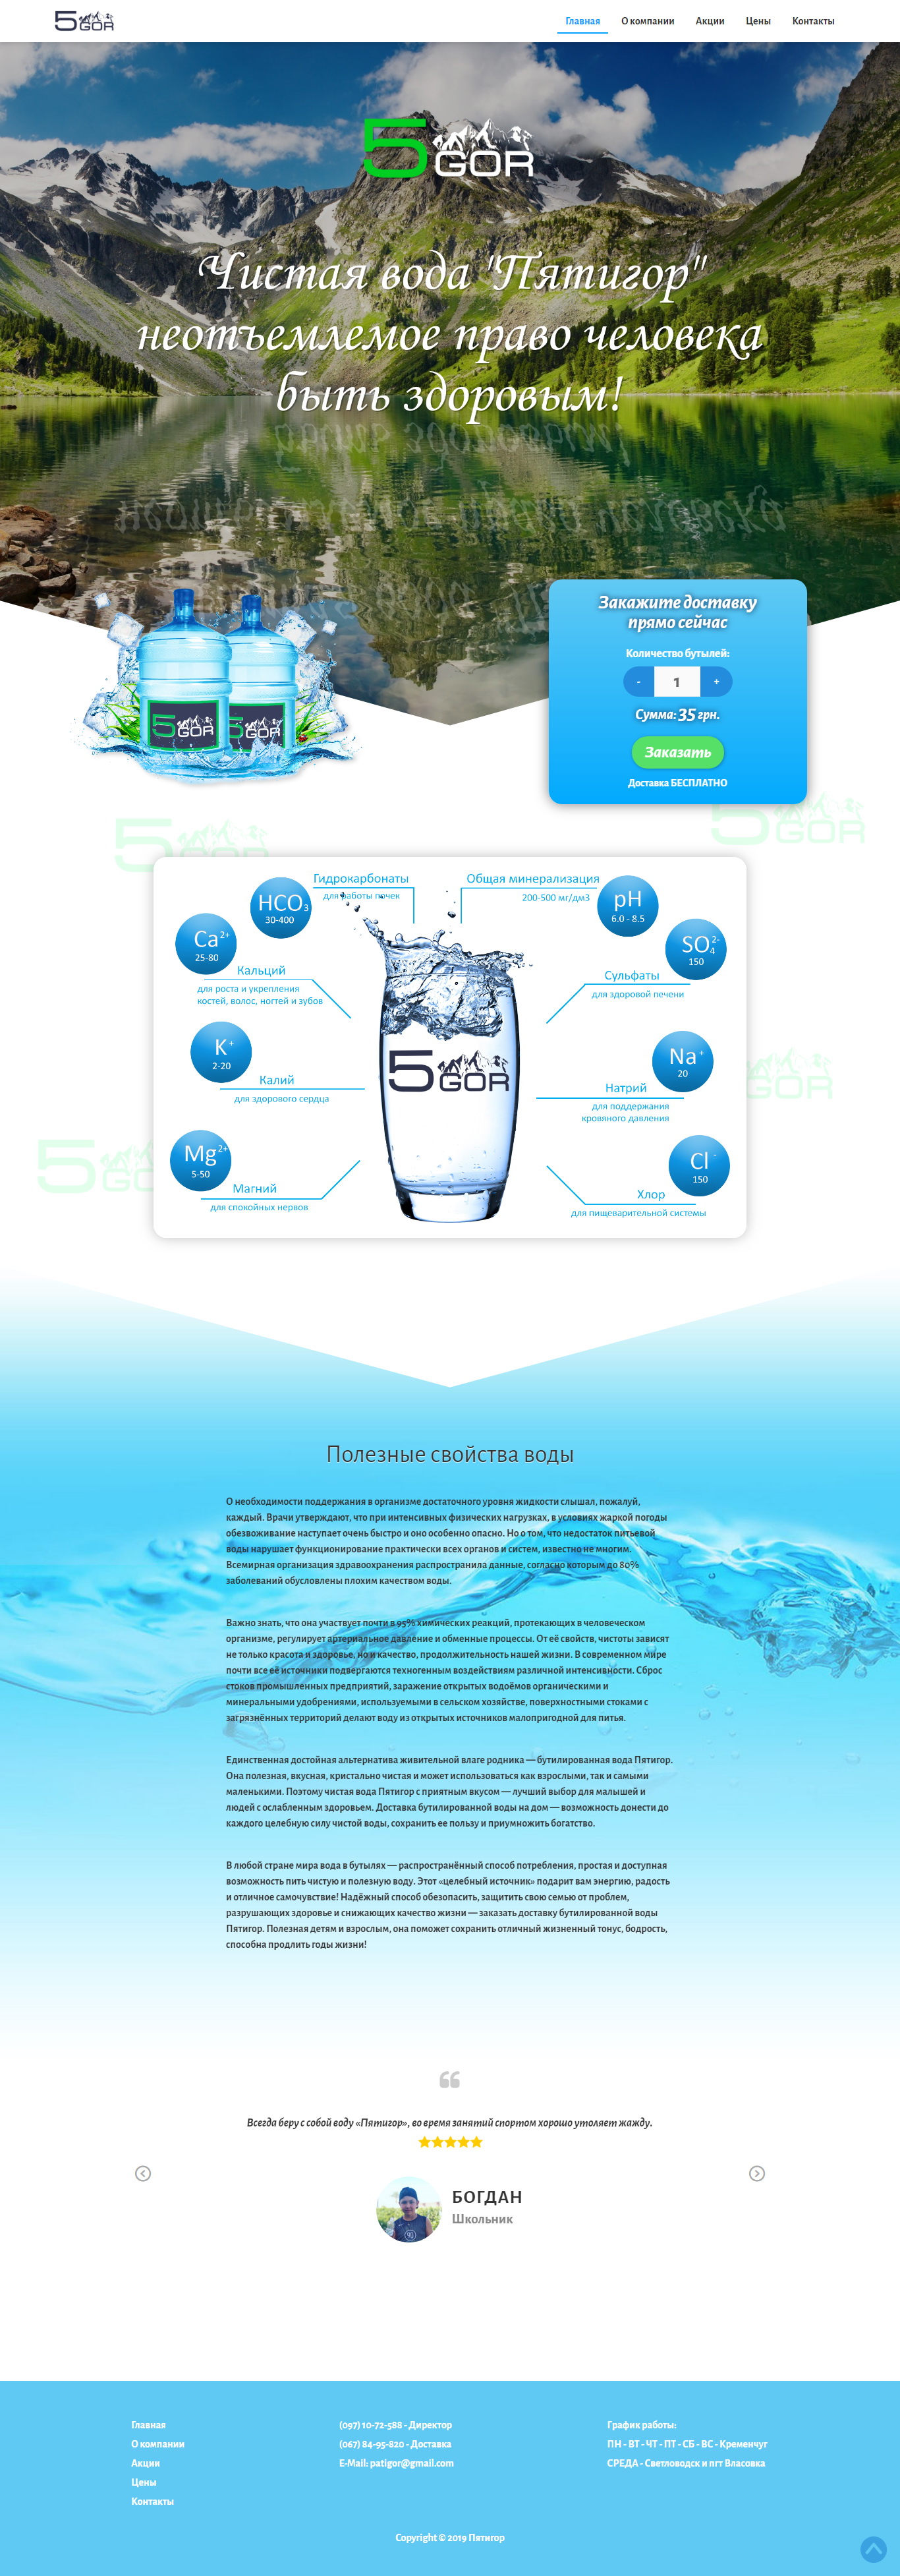 5GOR
Главная О компании Акции Цены Контакты
5GOR
Чистая вода "Пятигор"
неотъемлемое право человека
быть здоровым!
Закажите доставку
прямо сейчас
Количество бутылей:
- 1 +
Сумма: 35 грн.
Заказать
Доставка БЕСПЛАТНО
5GOR
5GOR
5GOR
5GOR
Гидрокарбонаты
для работы почек
HCO3
30-400
Общая минерализация
200-500 мг/дм3
pH
6.0 - 8.5
Ca2+
25-80
Кальций
для роста и укрепления
костей, волос, ногтей и зубов
SO42-
150
Сульфаты
для здоровой печени
K+
2-20
Калий
для здорового сердца
5GOR
Na+
20
Натрий
для поддержания
кровяного давления
GOR
5GO
Mg2+
5-50
Магний
для спокойных нервов
Cl-
150
Хлор
для пищеварительной системы
Полезные свойства воды
О необходимости поддержания в организме достаточного уровня жидкости слышал, пожалуй,
каждый. Врачи утверждают, что при интенсивных физических нагрузках, в условиях жаркой погоды
обезвоживание наступает очень быстро и оно особенно опасно. Но о том, что недостаток питьевой
воды нарушает функционирование практически всех органов и систем, известно не многим.
Всемирная организация здравоохранения распространила данные, согласно которым до 80%
заболеваний обусловлены плохим качеством воды.
Важно знать, что она участвует почти в 95% химических реакций, протекающих в человеческом
организме, регулирует артериальное давление и обменные процессы. От её свойств, чистоты зависят
не только красота и здоровье, но и качество, продолжительность нашей жизни. В современном мире
почти все её источники подвергаются техногенным воздействиям различной интенсивности. Сброс
стоков промышленных предприятий, заражение открытых водоёмов органическими и
минеральными удобрениями, используемыми в сельском хозяйстве, поверхностными стоками с
загрязнённых территорий делают воду из открытых источников малопригодной для питья.
Единственная достойная альтернатива живительной влаге родника — бутилированная вода Пятигор.
Она полезная, вкусная, кристально чистая и может использоваться как взрослыми, так и самыми
маленькими. Поэтому чистая вода Пятигор с приятным вкусом — лучший выбор для малышей и
людей с ослабленным здоровьем. Доставка бутилированной воды на дом — возможность донести до
каждого целебную силу чистой воды, сохранить ее пользу и приумножить богатство.
В любой стране мира вода в бутылях — распространённый способ потребления, простая и доступная
возможность пить чистую и полезную воду. Этот «целебный источник» подарит вам энергию, радость
и отличное самочувствие! Надёжный способ обезопасить, защитить свою семью от проблем,
разрушающих здоровье и снижающих качество жизни — заказать доставку бутилированной воды
Пятигор. Полезная детям и взрослым, она поможет сохранить отличный жизненный тонус, бодрость,
способна продлить годы жизни!
Всегда беру с собой воду «Пятигор», во время занятий спортом хорошо утоляет жажду.
БОГДАН
Школьник
Главная
О компании
Акции
Цены
Контакты
(097) 10-72-588 - Директор
(067) 84-95-820 - Доставка
E-Mail: patigor@gmail.com
График работы:
ПН - ВТ - ЧТ - ПТ - СБ - ВС - Кременчуг
СРЕДА - Светловодск и пгт Власовка
Copyright © 2019 Пятигор